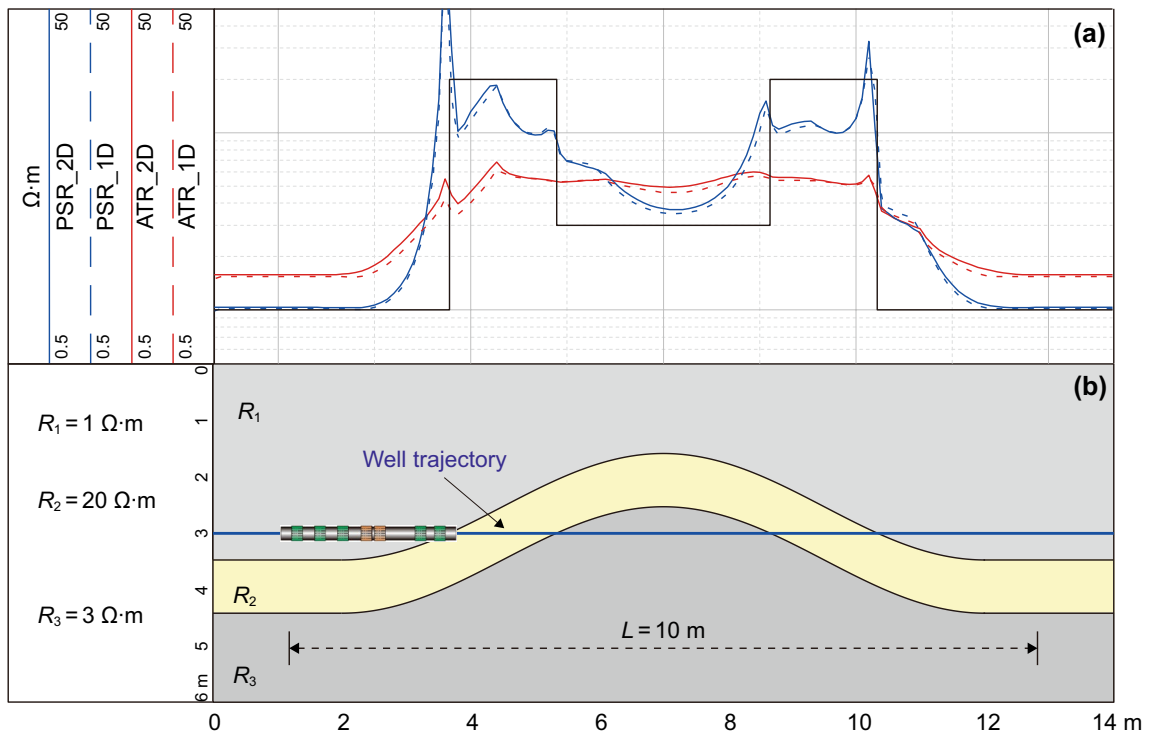 (a)
Ω·m
PSR_2D
PSR_1D
ATR_2D
ATR_1D
50
50
50
50
0.5
0.5
0.5
0.5
(b)
R₁ = 1 Ω·m
R₂ = 20 Ω·m
R₃ = 3 Ω·m
0
1
2
3
4
5
6 m
R₁
Well trajectory
R₂
L = 10 m
R₃
0 2 4 6 8 10 12 14 m